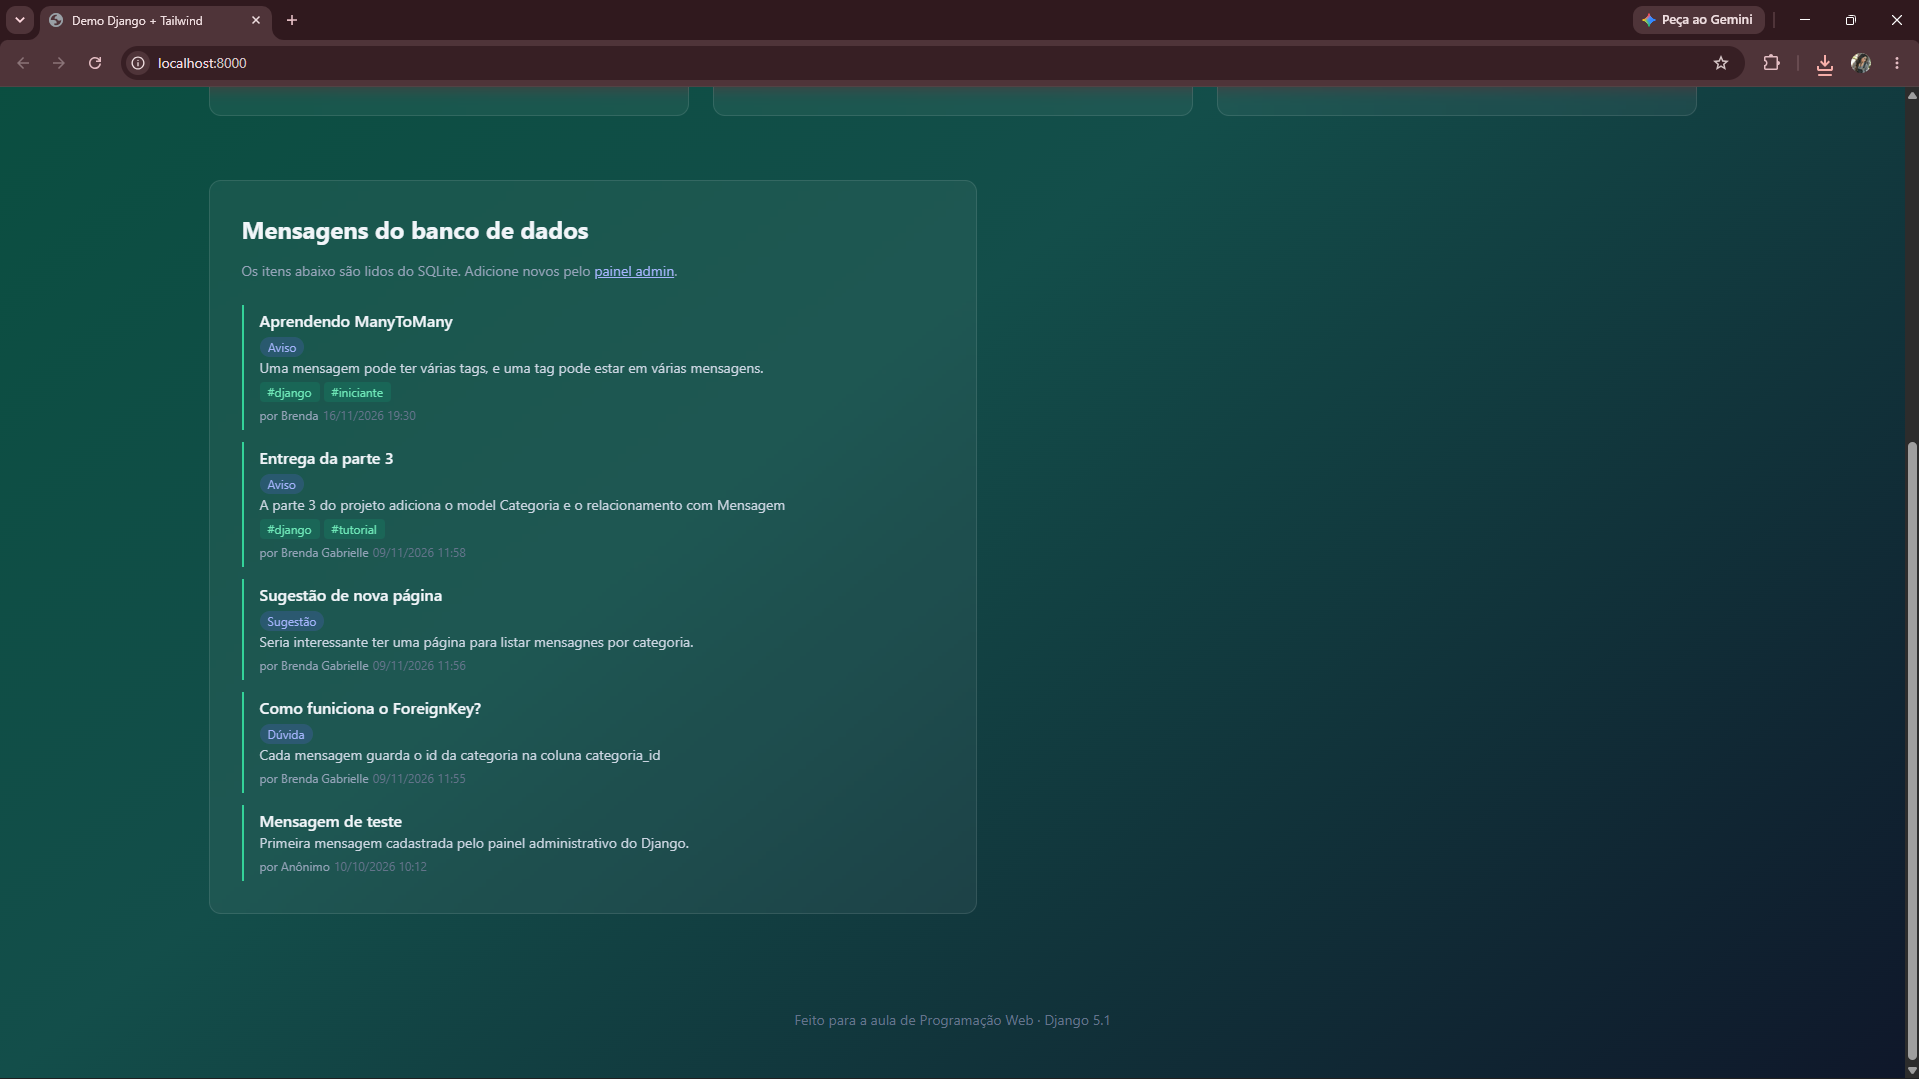 Demo Django + Tailwind
Peça ao Gemini
localhost:8000
Mensagens do banco de dados
Os itens abaixo são lidos do SQLite. Adicione novos pelo painel admin.
Aprendendo ManyToMany
Aviso
Uma mensagem pode ter várias tags, e uma tag pode estar em várias mensagens.
#django #iniciante
por Brenda 16/11/2026 19:30
Entrega da parte 3
Aviso
A parte 3 do projeto adiciona o model Categoria e o relacionamento com Mensagem
#django #tutorial
por Brenda Gabrielle 09/11/2026 11:58
Sugestão de nova página
Sugestão
Seria interessante ter uma página para listar mensagnes por categoria.
por Brenda Gabrielle 09/11/2026 11:56
Como funiciona o ForeignKey?
Dúvida
Cada mensagem guarda o id da categoria na coluna categoria_id
por Brenda Gabrielle 09/11/2026 11:55
Mensagem de teste
Primeira mensagem cadastrada pelo painel administrativo do Django.
por Anônimo 10/10/2026 10:12
Feito para a aula de Programação Web · Django 5.1